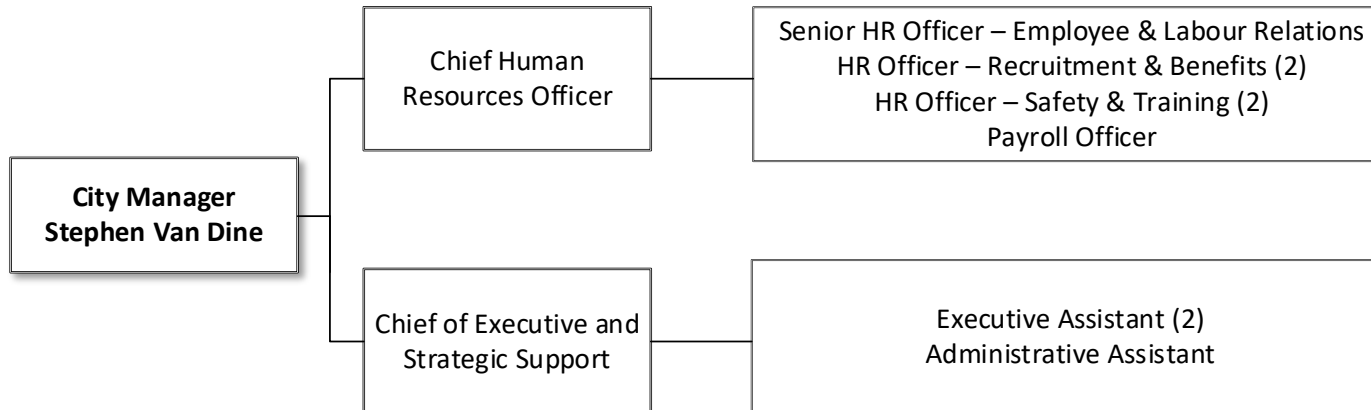 Chief Human
Resources Officer
Senior HR Officer – Employee & Labour Relations
HR Officer – Recruitment & Benefits (2)
HR Officer – Safety & Training (2)
Payroll Officer
City Manager
Stephen Van Dine
Chief of Executive and
Strategic Support
Executive Assistant (2)
Administrative Assistant